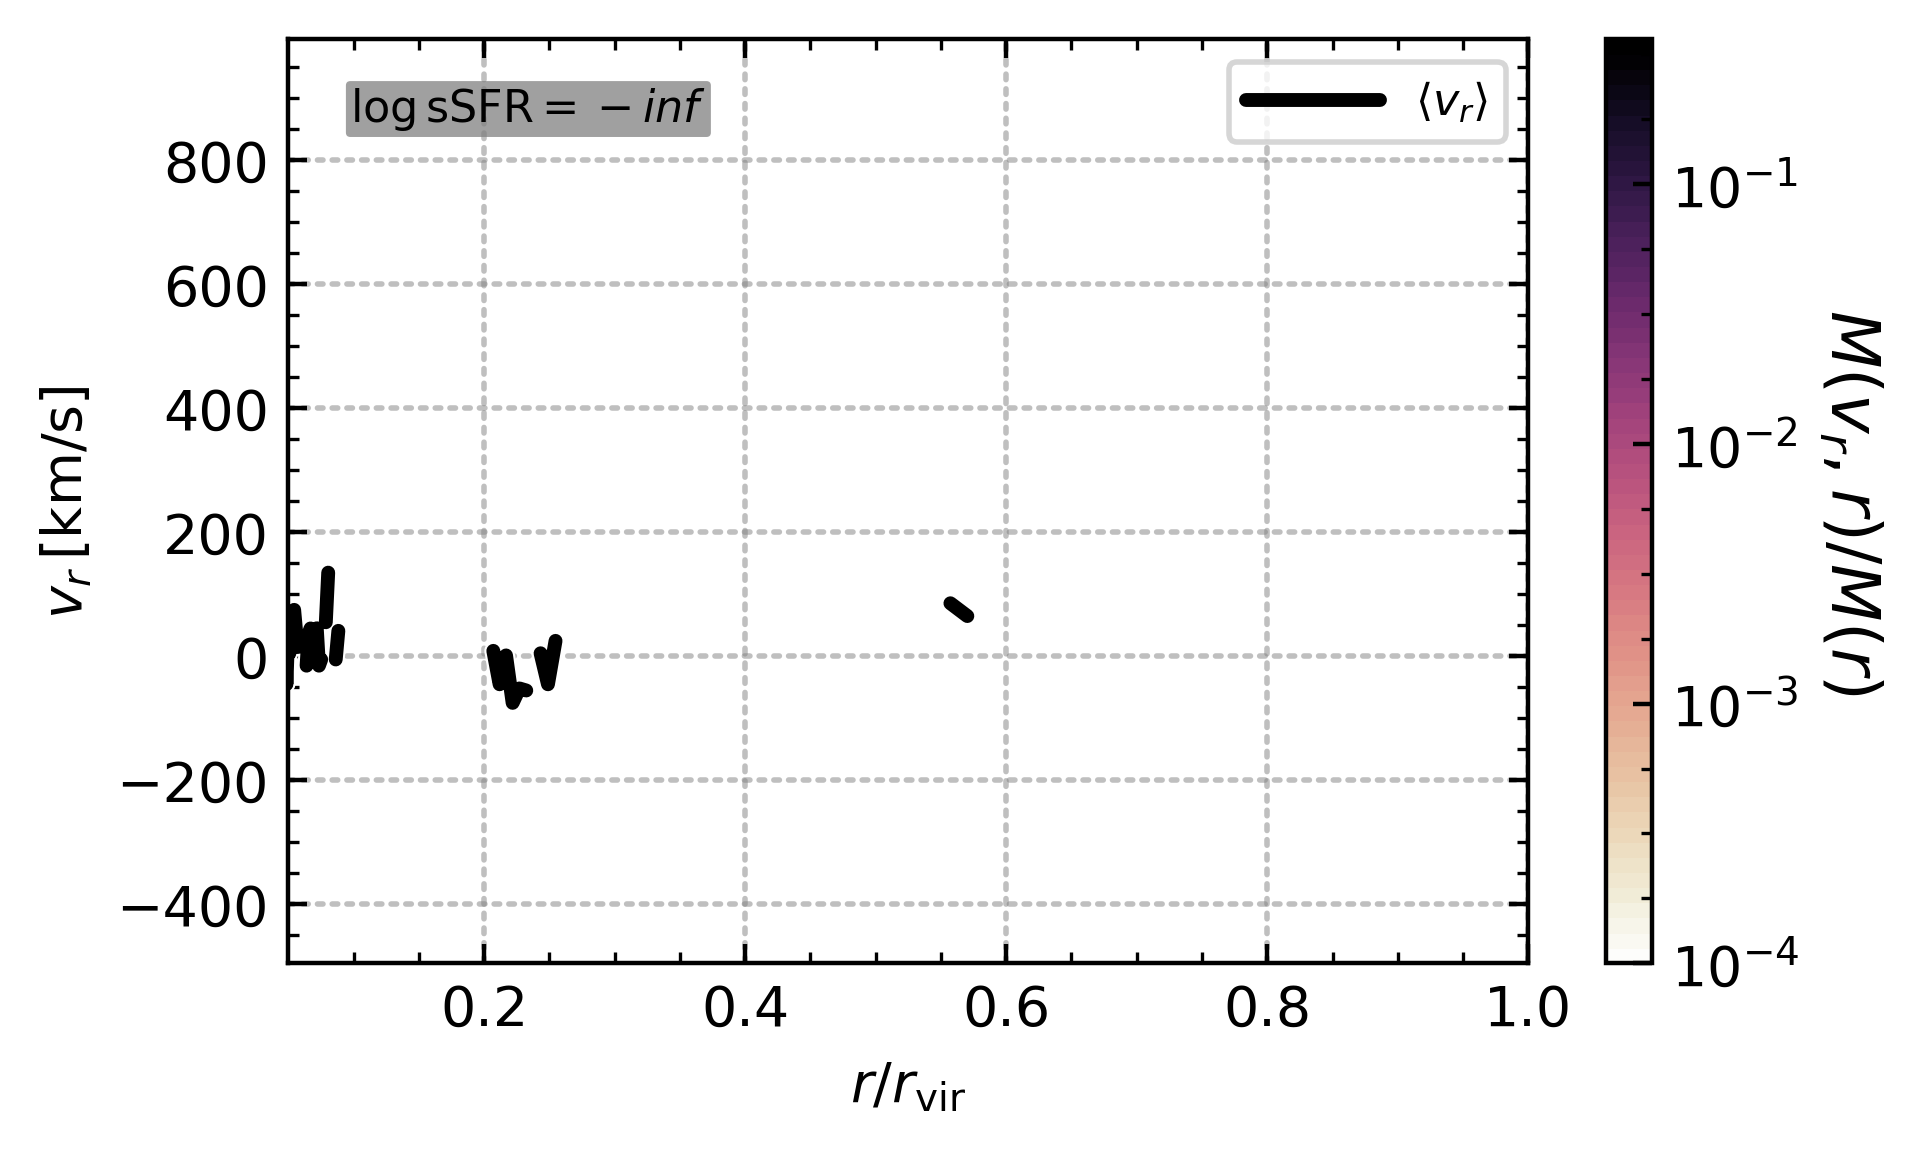 log sSFR = −inf
⟨v_r⟩
800
600
400
200
0
−200
−400
v_r [km/s]
0.2 0.4 0.6 0.8 1.0
r/r_vir
10^−1
10^−2
10^−3
10^−4
M(v_r, r)/M(r)